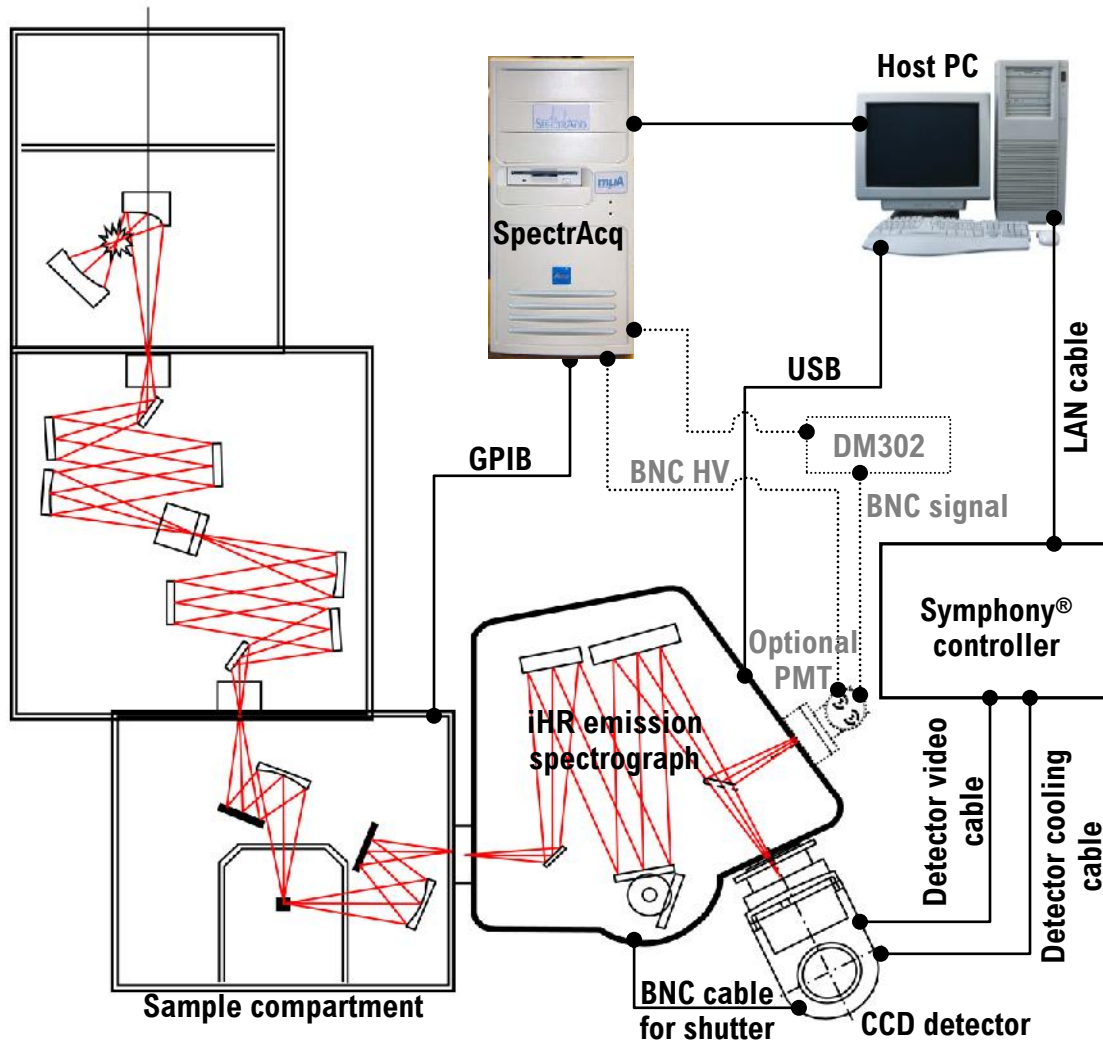 Host PC
SPECTRACQ
SpectrAcq
USB
LAN cable
GPIB
DM302
BNC HV
BNC signal
Symphony®
controller
Optional
PMT
iHR emission
spectrograph
Detector video
cable
Detector cooling
cable
Sample compartment
BNC cable
for shutter
CCD detector